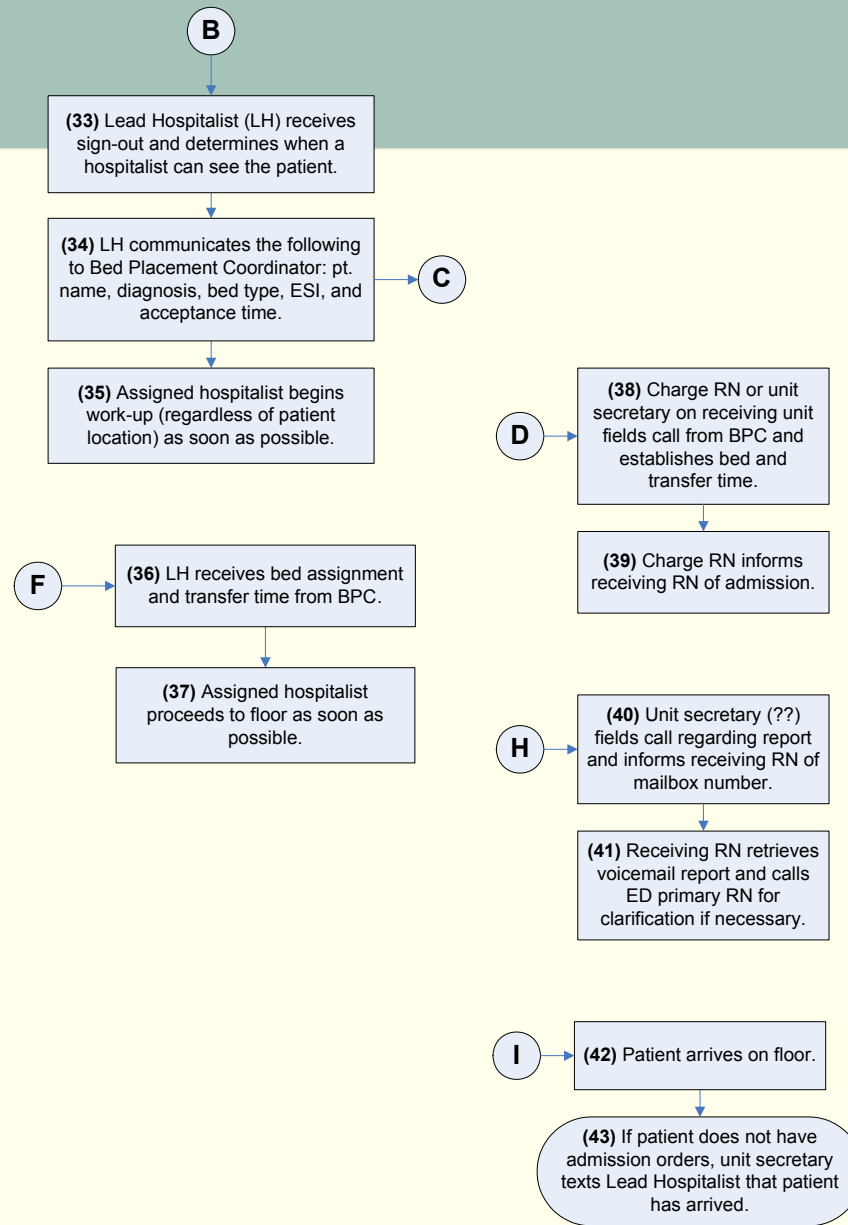 B
(33) Lead Hospitalist (LH) receives
sign-out and determines when a
hospitalist can see the patient.
(34) LH communicates the following
to Bed Placement Coordinator: pt.
name, diagnosis, bed type, ESI, and
acceptance time.
C
(35) Assigned hospitalist begins
work-up (regardless of patient
location) as soon as possible.
D
(38) Charge RN or unit
secretary on receiving unit
fields call from BPC and
establishes bed and
transfer time.
(39) Charge RN informs
receiving RN of admission.
F
(36) LH receives bed assignment
and transfer time from BPC.
(37) Assigned hospitalist
proceeds to floor as soon as
possible.
H
(40) Unit secretary (??)
fields call regarding report
and informs receiving RN of
mailbox number.
(41) Receiving RN retrieves
voicemail report and calls
ED primary RN for
clarification if necessary.
I
(42) Patient arrives on floor.
(43) If patient does not have
admission orders, unit secretary
texts Lead Hospitalist that patient
has arrived.